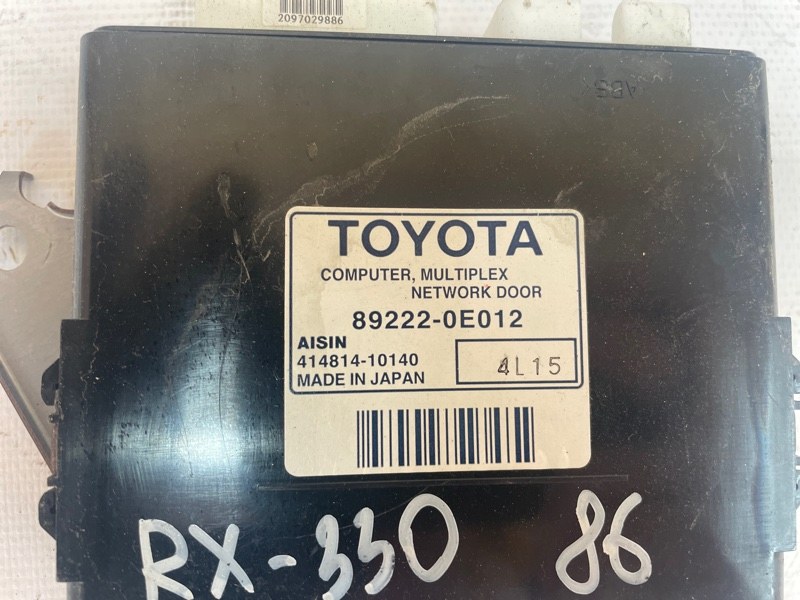 2097029886
ABS
TOYOTA
COMPUTER, MULTIPLEX
NETWORK DOOR
89222-0E012
AISIN
414814-10140
4L15
MADE IN JAPAN
RX-330 86